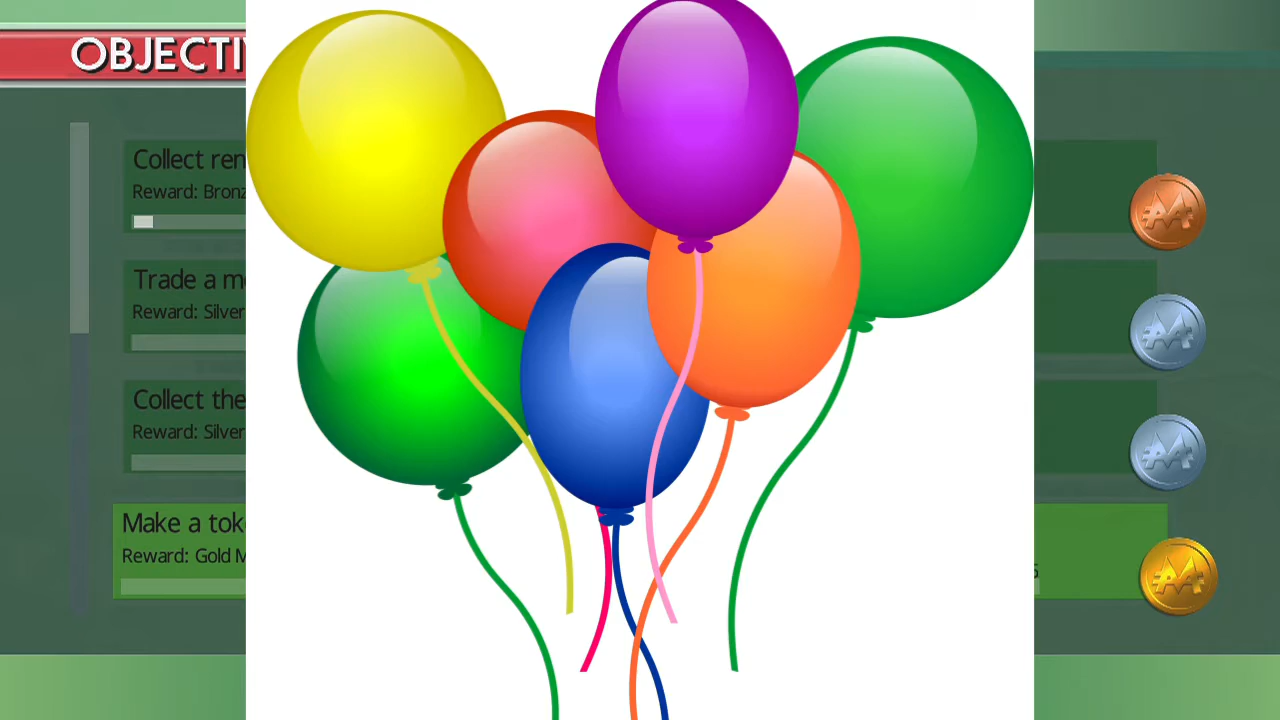 OBJECTI
Collect ren
Reward: Bronz
Trade a m
Reward: Silver
Collect the
Reward: Silver
Make a tok
Reward: Gold M